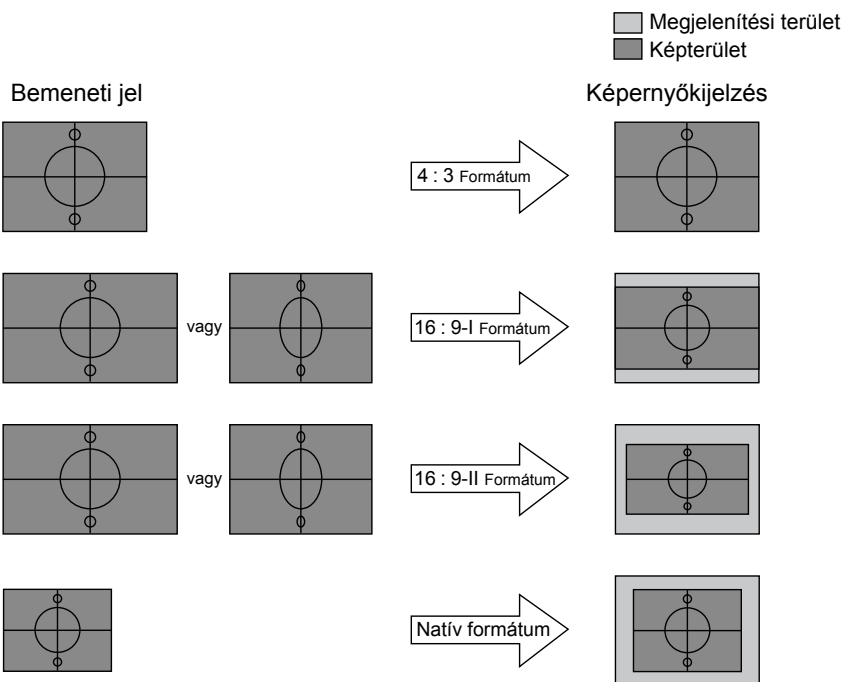 Megjelenítési terület
Képterület
Bemeneti jel
Képernyőkijelzés
4 : 3 Formátum
vagy
16 : 9-I Formátum
vagy
16 : 9-II Formátum
Natív formátum